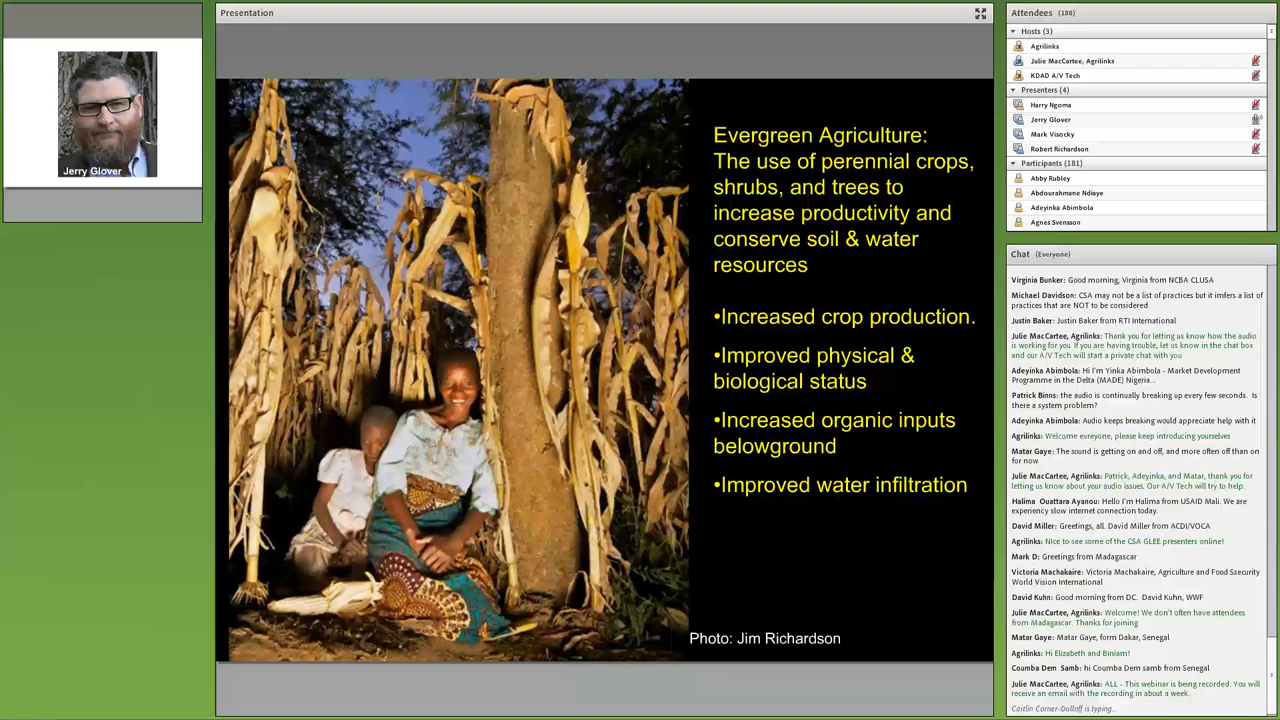 Jerry Glover
Presentation
Evergreen Agriculture:
The use of perennial crops,
shrubs, and trees to
increase productivity and
conserve soil & water
resources
•Increased crop production.
•Improved physical &
biological status
•Increased organic inputs
belowground
•Improved water infiltration
Photo: Jim Richardson
Attendees (188)
Hosts (3)
Agrilinks
Julie MacCartee, Agrilinks
KDAD A/V Tech
Presenters (4)
Harry Ngoma
Jerry Glover
Mark Visocky
Robert Richardson
Participants (181)
Abby Rubley
Abdourahmane Ndiaye
Adeyinka Abimbola
Agnes Svensson
Chat (Everyone)
Virginia Bunker: Good morning, Virginia from NCBA CLUSA
Michael Davidson: CSA may not be a list of practices but it imfers a list of
practices that are NOT to be considered
Justin Baker: Justin Baker from RTI International
Julie MacCartee, Agrilinks: Thank you for letting us know how the audio
is working for you. If you are having trouble, let us know in the chat box
and our A/V Tech will start a private chat with you
Adeyinka Abimbola: Hi I'm Yinka Abimbola - Market Development
Programme in the Delta (MADE) Nigeria...
Patrick Binns: the audio is continually breaking up every few seconds. Is
there a system problem?
Adeyinka Abimbola: Audio keeps breaking would appreciate help with it
Agrilinks: Welcome evreyone, please keep introducing yourselves
Matar Gaye: The sound is getting on and off, and more often off than on
for now
Julie MacCartee, Agrilinks: Patrick, Adeyinka, and Matar, thank you for
letting us know about your audio issues. Our A/V Tech will try to help.
Halima Ouattara Ayanou: Hello I'm Halima from USAID Mali. We are
experiency slow internet connection today.
David Miller: Greetings, all. David Miller from ACDI/VOCA
Agrilinks: NIce to see some of the CSA GLEE presenters online!
Mark D: Greetings from Madagascar
Victoria Machakaire: Victoria Machakaire, Agriculture and Food Ssecurity
World Vision International
David Kuhn: Good morning from DC. David Kuhn, WWF
Julie MacCartee, Agrilinks: Welcome! We don't often have attendees
from Madagascar. Thanks for joining
Matar Gaye: Matar Gaye, form Dakar, Senegal
Agrilinks: Hi Elizabeth and Biniam!
Coumba Dem Samb: hi Coumba Dem samb from Senegal
Julie MacCartee, Agrilinks: ALL - This webinar is being recorded. You will
receive an email with the recording in about a week.
Caitlin Corner-Dolloff is typing...